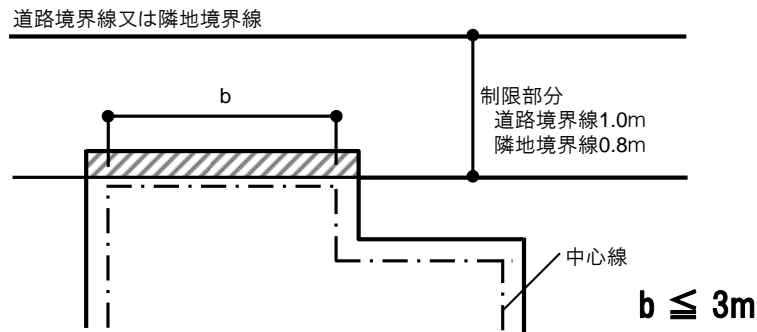 道路境界線又は隣地境界線
b
制限部分
道路境界線1.0m
隣地境界線0.8m
中心線
b ≦ 3m